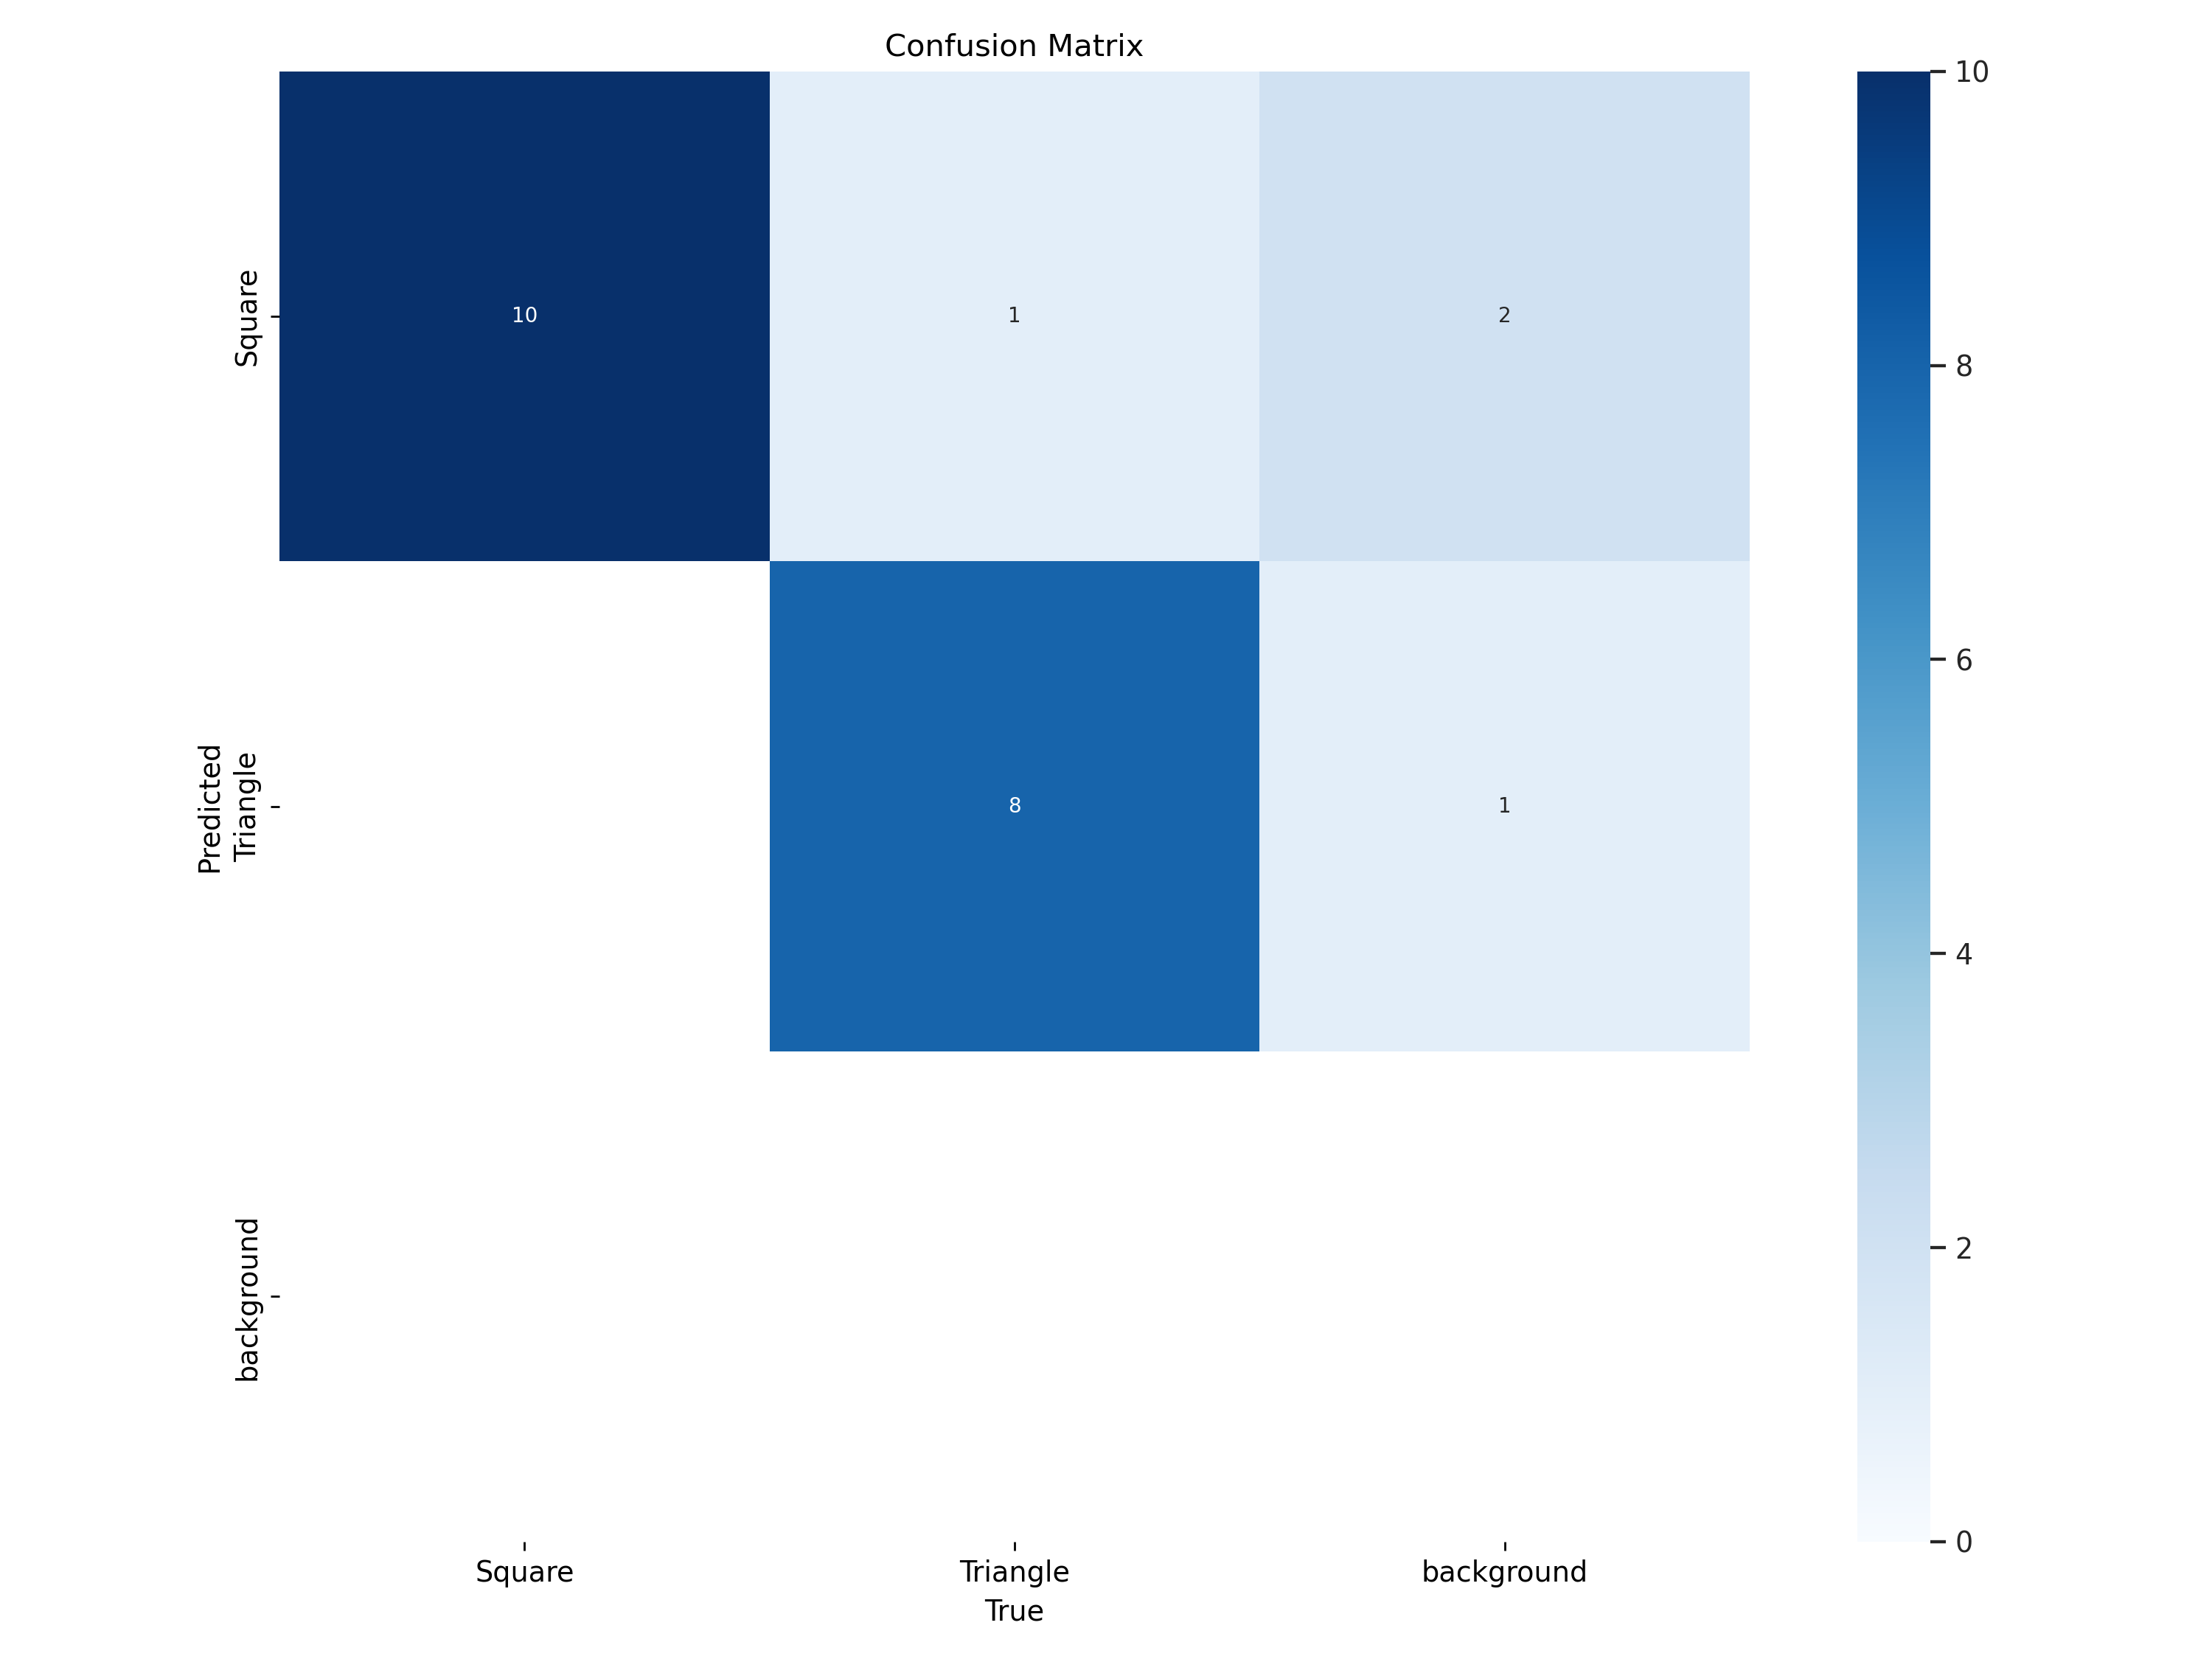 Confusion Matrix
10
1
2
Square
8
1
Predicted
Triangle
background
Square
Triangle
background
True
10
8
6
4
2
0